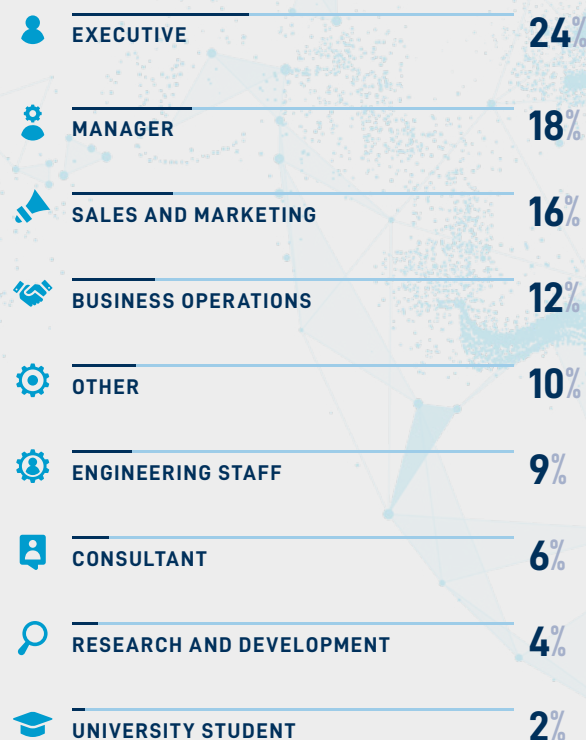 EXECUTIVE 24%
MANAGER 18%
SALES AND MARKETING 16%
BUSINESS OPERATIONS 12%
OTHER 10%
ENGINEERING STAFF 9%
CONSULTANT 6%
RESEARCH AND DEVELOPMENT 4%
UNIVERSITY STUDENT 2%